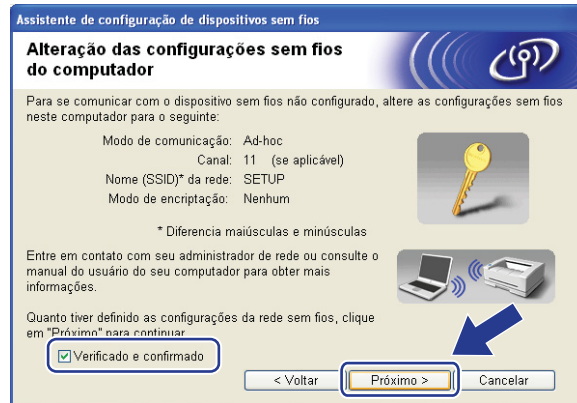 Assistente de configuração de dispositivos sem fios
Alteração das configurações sem fios
do computador
Para se comunicar com o dispositivo sem fios não configurado, altere as configurações sem fios
neste computador para o seguinte:
Modo de comunicação: Ad-hoc
Canal: 11 (se aplicável)
Nome (SSID)* da rede: SETUP
Modo de encriptação: Nenhum
* Diferencia maiúsculas e minúsculas
Entre em contato com seu administrador de rede ou consulte o
manual do usuário do seu computador para obter mais
informações.
Quanto tiver definido as configurações da rede sem fios, clique
em "Próximo" para continuar
Verificado e confirmado
< Voltar Próximo > Cancelar